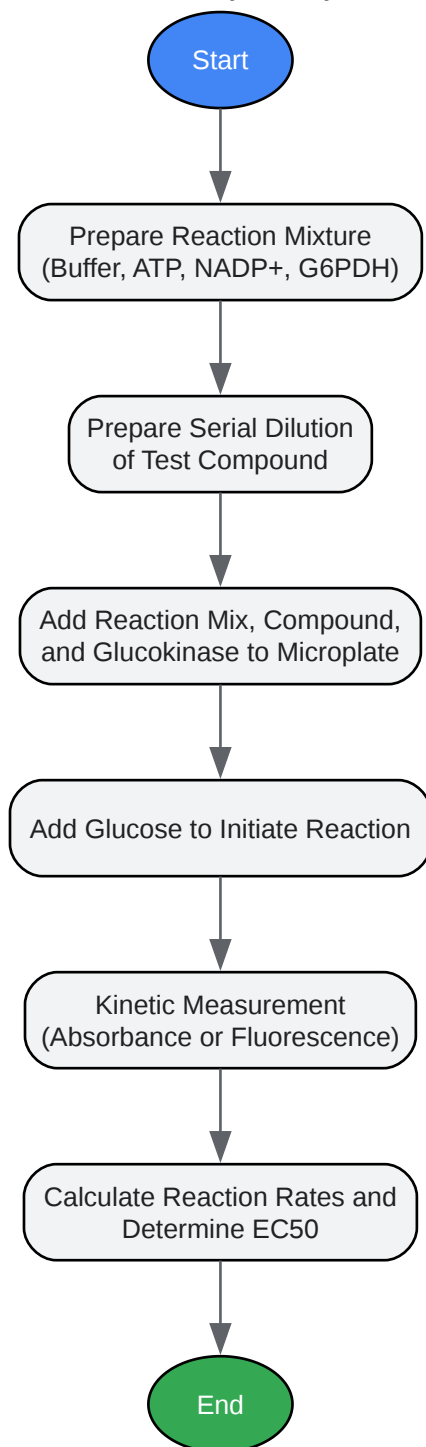 Start
Prepare Reaction Mixture
(Buffer, ATP, NADP+, G6PDH)
Prepare Serial Dilution
of Test Compound
Add Reaction Mix, Compound,
and Glucokinase to Microplate
Add Glucose to Initiate Reaction
Kinetic Measurement
(Absorbance or Fluorescence)
Calculate Reaction Rates and
Determine EC50
End